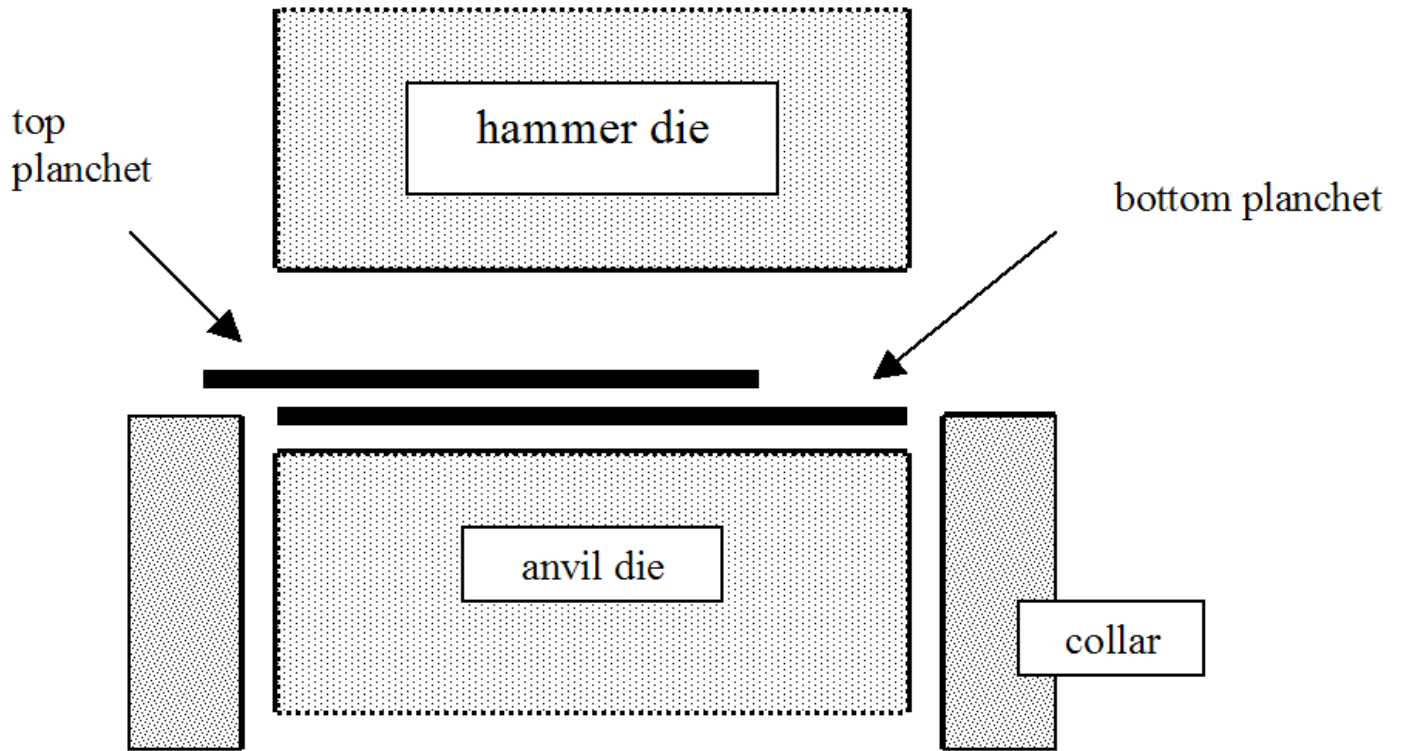 hammer die
top
planchet
bottom planchet
anvil die
collar